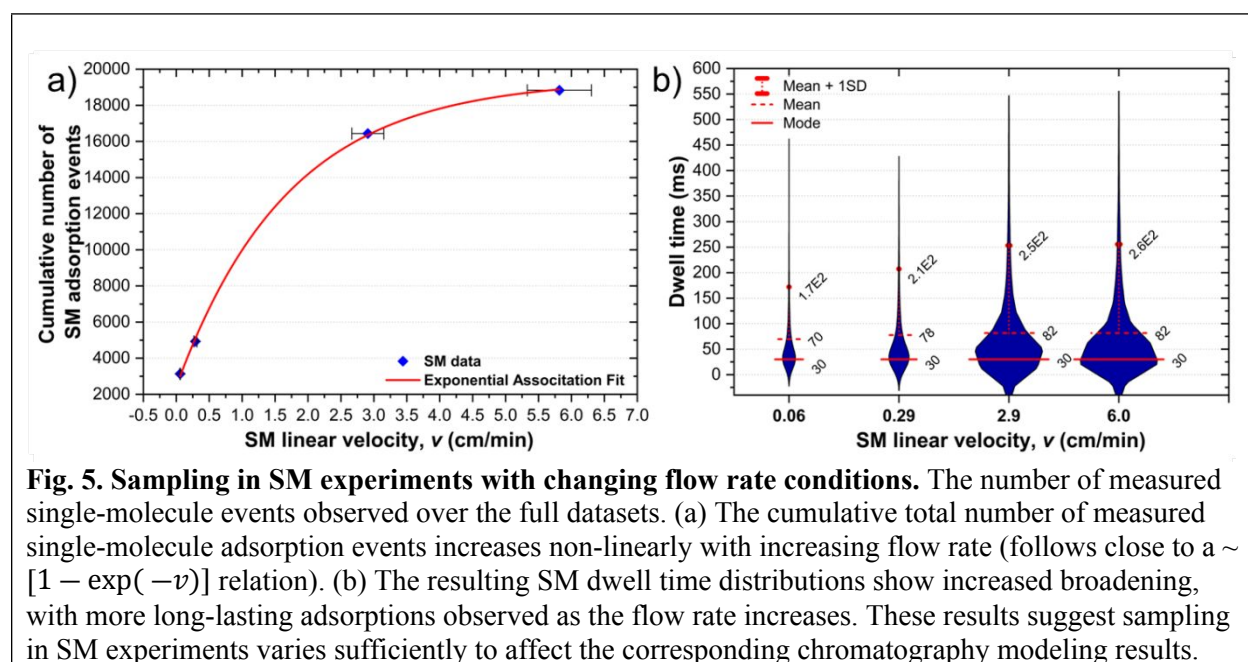 a)
20000
18000
16000
14000
12000
10000
8000
6000
4000
2000
Cumulative number of
SM adsorption events
SM data
Exponential Associtation Fit
-0.5 0.0 0.5 1.0 1.5 2.0 2.5 3.0 3.5 4.0 4.5 5.0 5.5 6.0 6.5 7.0
SM linear velocity, v (cm/min)
b)
600
550
500
450
400
350
300
250
200
150
100
50
0
Dwell time (ms)
Mean + 1SD
Mean
Mode
1.7E2
70
30
2.1E2
78
30
2.5E2
82
30
2.6E2
82
30
0.06 0.29 2.9 6.0
SM linear velocity, v (cm/min)
Fig. 5. Sampling in SM experiments with changing flow rate conditions. The number of measured
single-molecule events observed over the full datasets. (a) The cumulative total number of measured
single-molecule adsorption events increases non-linearly with increasing flow rate (follows close to a ~
[1 − exp( −v)] relation). (b) The resulting SM dwell time distributions show increased broadening,
with more long-lasting adsorptions observed as the flow rate increases. These results suggest sampling
in SM experiments varies sufficiently to affect the corresponding chromatography modeling results.